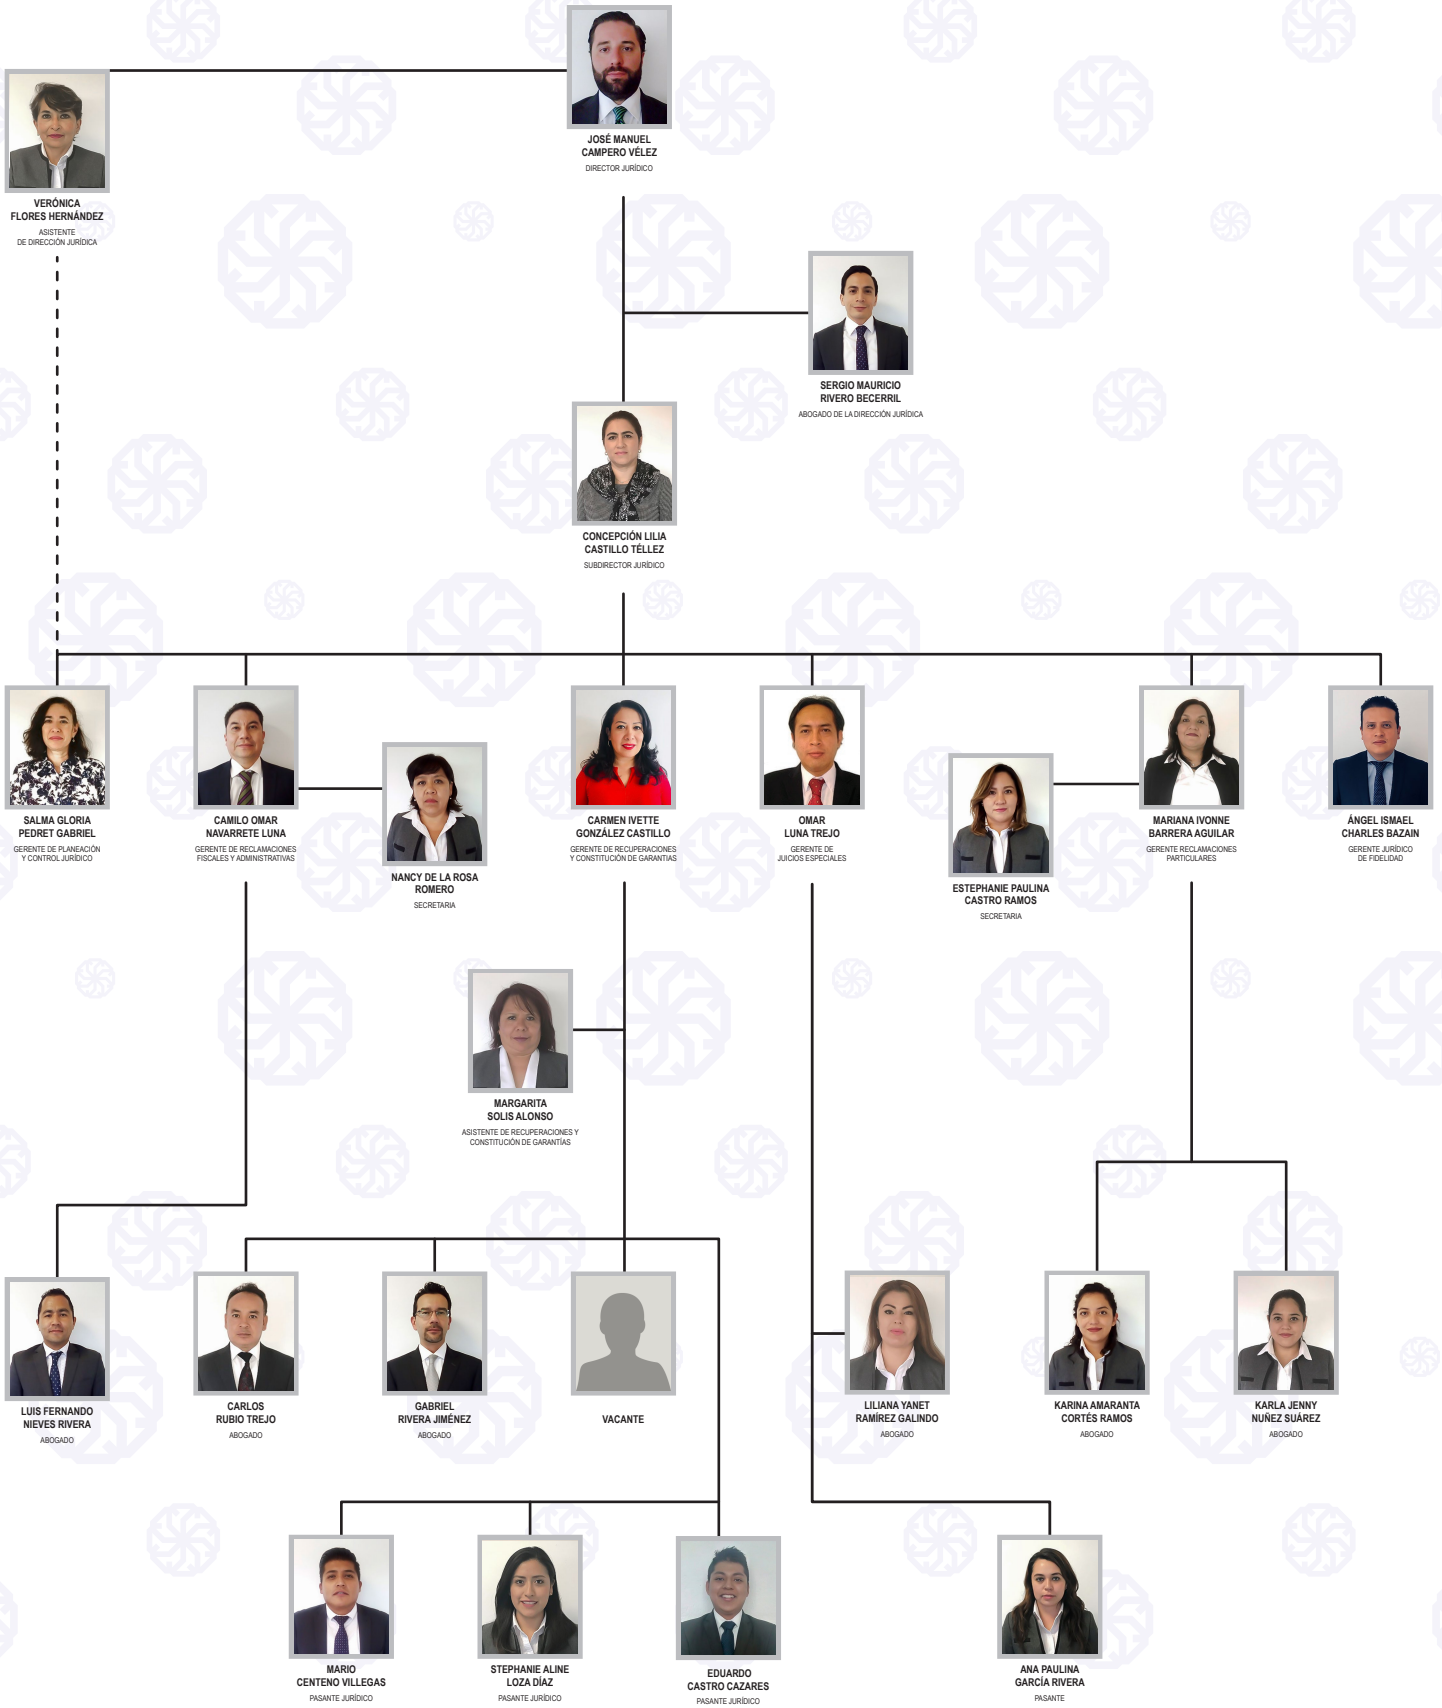 JOSÉ MANUEL
CAMPERO VÉLEZ
DIRECTOR JURÍDICO
VERÓNICA
FLORES HERNÁNDEZ
ASISTENTE
DE DIRECCIÓN JURÍDICA
SERGIO MAURICIO
RIVERO BECERRIL
ABOGADO DE LA DIRECCIÓN JURÍDICA
CONCEPCIÓN LILIA
CASTILLO TÉLLEZ
SUBDIRECTOR JURÍDICO
SALMA GLORIA
PEDRET GABRIEL
GERENTE DE PLANEACIÓN
Y CONTROL JURÍDICO
CAMILO OMAR
NAVARRETE LUNA
GERENTE DE RECLAMACIONES
FISCALES Y ADMINISTRATIVAS
NANCY DE LA ROSA
ROMERO
SECRETARIA
CARMEN IVETTE
GONZÁLEZ CASTILLO
GERENTE DE RECUPERACIONES
Y CONSTITUCIÓN DE GARANTIAS
OMAR
LUNA TREJO
GERENTE DE
JUICIOS ESPECIALES
ESTEPHANIE PAULINA
CASTRO RAMOS
SECRETARIA
MARIANA IVONNE
BARRERA AGUILAR
GERENTE RECLAMACIONES
PARTICULARES
ÁNGEL ISMAEL
CHARLES BAZAIN
GERENTE JURÍDICO
DE FIDELIDAD
MARGARITA
SOLIS ALONSO
ASISTENTE DE RECUPERACIONES Y
CONSTITUCIÓN DE GARANTÍAS
LUIS FERNANDO
NIEVES RIVERA
ABOGADO
CARLOS
RUBIO TREJO
ABOGADO
GABRIEL
RIVERA JIMÉNEZ
ABOGADO
VACANTE
LILIANA YANET
RAMÍREZ GALINDO
ABOGADO
KARINA AMARANTA
CORTÉS RAMOS
ABOGADO
KARLA JENNY
NUÑEZ SUÁREZ
ABOGADO
MARIO
CENTENO VILLEGAS
PASANTE JURÍDICO
STEPHANIE ALINE
LOZA DÍAZ
PASANTE JURÍDICO
EDUARDO
CASTRO CAZARES
PASANTE JURÍDICO
ANA PAULINA
GARCÍA RIVERA
PASANTE